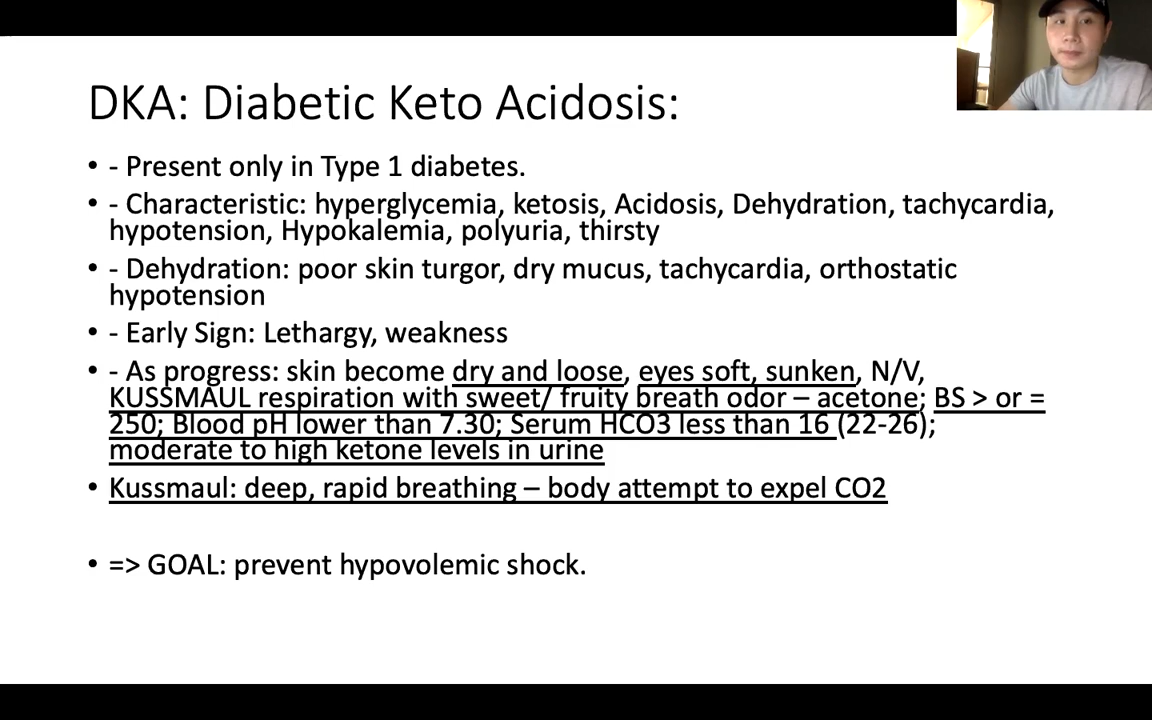 DKA: Diabetic Keto Acidosis:
• - Present only in Type 1 diabetes.
• - Characteristic: hyperglycemia, ketosis, Acidosis, Dehydration, tachycardia,
hypotension, Hypokalemia, polyuria, thirsty
• - Dehydration: poor skin turgor, dry mucus, tachycardia, orthostatic
hypotension
• - Early Sign: Lethargy, weakness
• - As progress: skin become dry and loose, eyes soft, sunken, N/V,
KUSSMAUL respiration with sweet/ fruity breath odor – acetone; BS > or =
250; Blood pH lower than 7.30; Serum HCO3 less than 16 (22-26);
moderate to high ketone levels in urine
• Kussmaul: deep, rapid breathing – body attempt to expel CO2
• => GOAL: prevent hypovolemic shock.